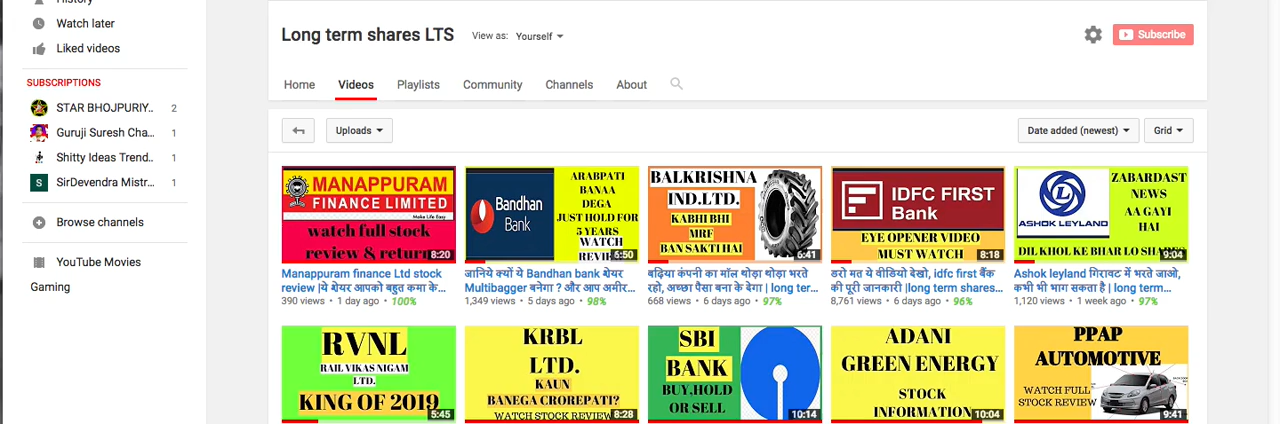 History
Watch later
Liked videos
SUBSCRIPTIONS
STAR BHOJPURIY.. 2
Guruji Suresh Cha... 1
Shitty Ideas Trend.. 1
S SirDevendra Mistr... 1
Browse channels
YouTube Movies
Gaming
Long term shares LTS
View as: Yourself
Subscribe
Home Videos Playlists Community Channels About
Uploads
Date added (newest)
Grid
MANAPPURAM
FINANCE LIMITED
Make Life Easy
watch full stock
review & return
8:20
Manappuram finance Ltd stock
review |ये शेयर आपको बहुत कमा के...
390 views • 1 day ago • 100%
Bandhan
Bank
ARABPATI
BANAA
DEGA
JUST HOLD FOR
5 YEARS
WATCH
REVIEW
6:50
जानिये क्यों ये Bandhan bank शेयर
Multibagger बनेगा ? और आप अमीर...
1,349 views • 5 days ago • 98%
BALKRISHNA
IND.LTD.
KABHI BHI
MRF
BAN SAKTI HAI
6:41
बढ़िया कंपनी का मॉल थोड़ा थोड़ा भरते
रहो, अच्छा पैसा बना के देगा | long ter...
668 views • 6 days ago • 97%
IDFC FIRST
Bank
EYE OPENER VIDEO
MUST WATCH
8:18
डरो मत ये वीडियो देखो, idfc first बैंक
की पूरी जानकारी |long term shares...
8,761 views • 6 days ago • 96%
ASHOK LEYLAND
ZABARDAST
NEWS
AA GAYI
HAI
DIL KHOL KE BHAR LO SHARES
9:04
Ashok leyland गिरावट में भरते जाओ,
कभी भी भाग सकता है | long term...
1,120 views • 1 week ago • 97%
RVNL
RAIL VIKAS NIGAM
LTD.
KING OF 2019
5:45
KRBL
LTD.
KAUN
BANEGA CROREPATI?
WATCH STOCK REVIEW
8:28
SBI
BANK
BUY,HOLD
OR SELL
10:14
ADANI
GREEN ENERGY
STOCK
INFORMATION
10:04
PPAP
AUTOMOTIVE
WATCH FULL
STOCK REVIEW
9:41